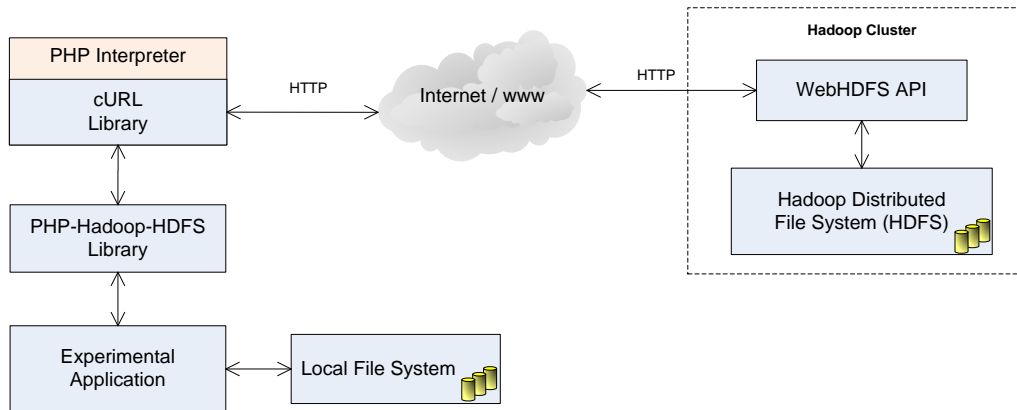 Hadoop Cluster
PHP Interpreter
cURL
Library
HTTP
Internet / www
HTTP
WebHDFS API
PHP-Hadoop-HDFS
Library
Hadoop Distributed
File System (HDFS)
Experimental
Application
Local File System